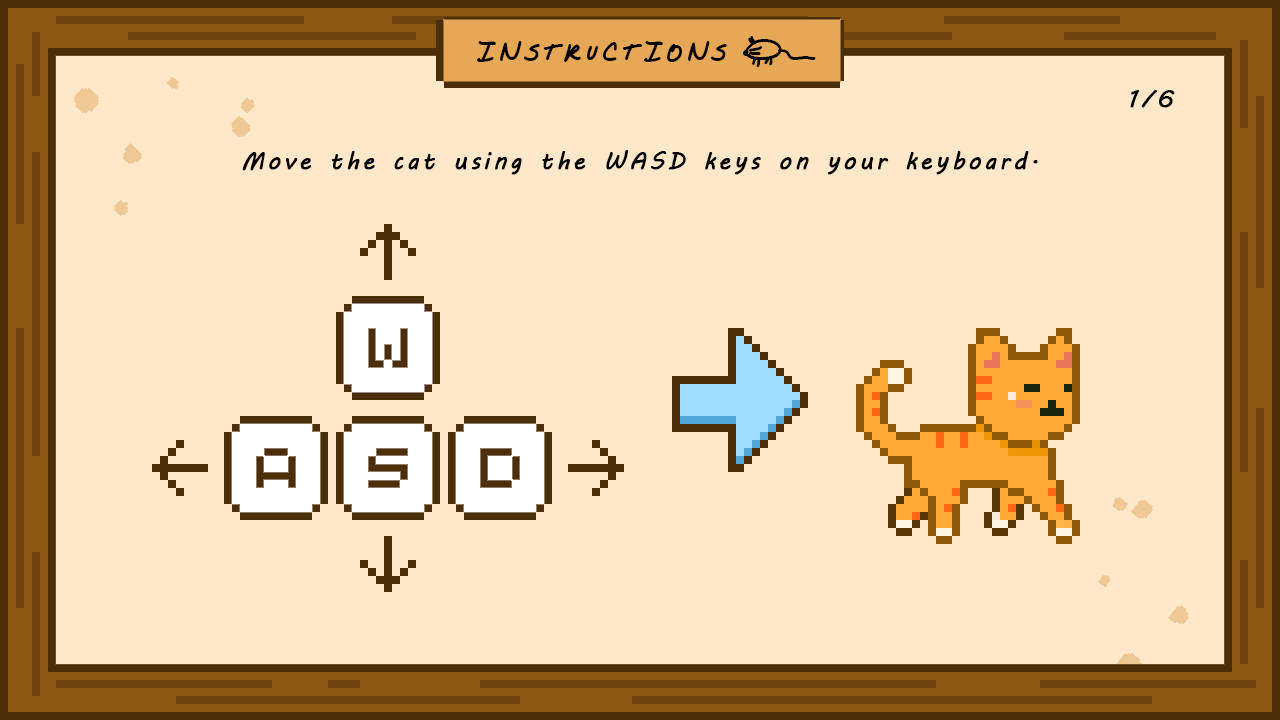 INSTRUCTIONS
1/6
Move the cat using the WASD keys on your keyboard.
W
A S D